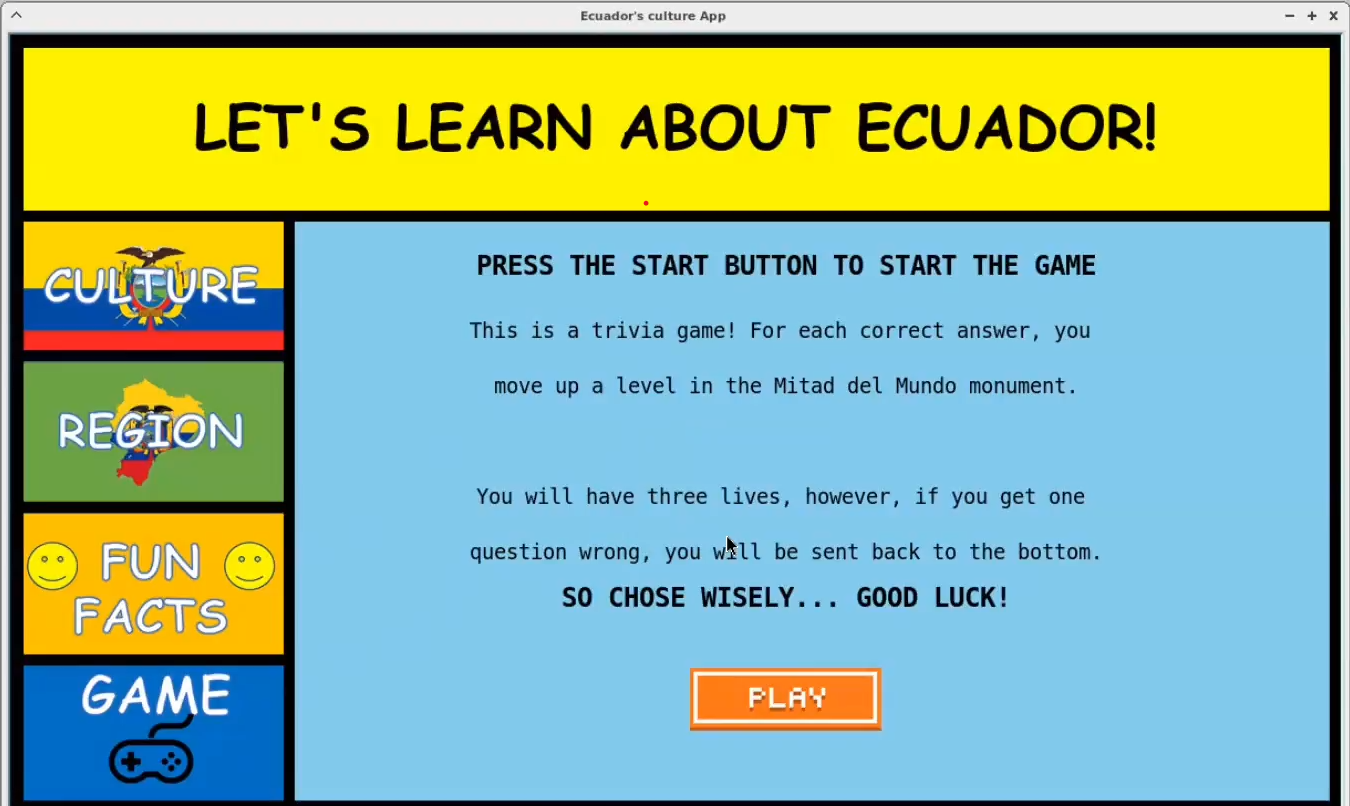 Ecuador's culture App
LET'S LEARN ABOUT ECUADOR!
CULTURE
REGION
FUN
FACTS
GAME
PRESS THE START BUTTON TO START THE GAME
This is a trivia game! For each correct answer, you
move up a level in the Mitad del Mundo monument.
You will have three lives, however, if you get one
question wrong, you will be sent back to the bottom.
SO CHOSE WISELY... GOOD LUCK!
PLAY